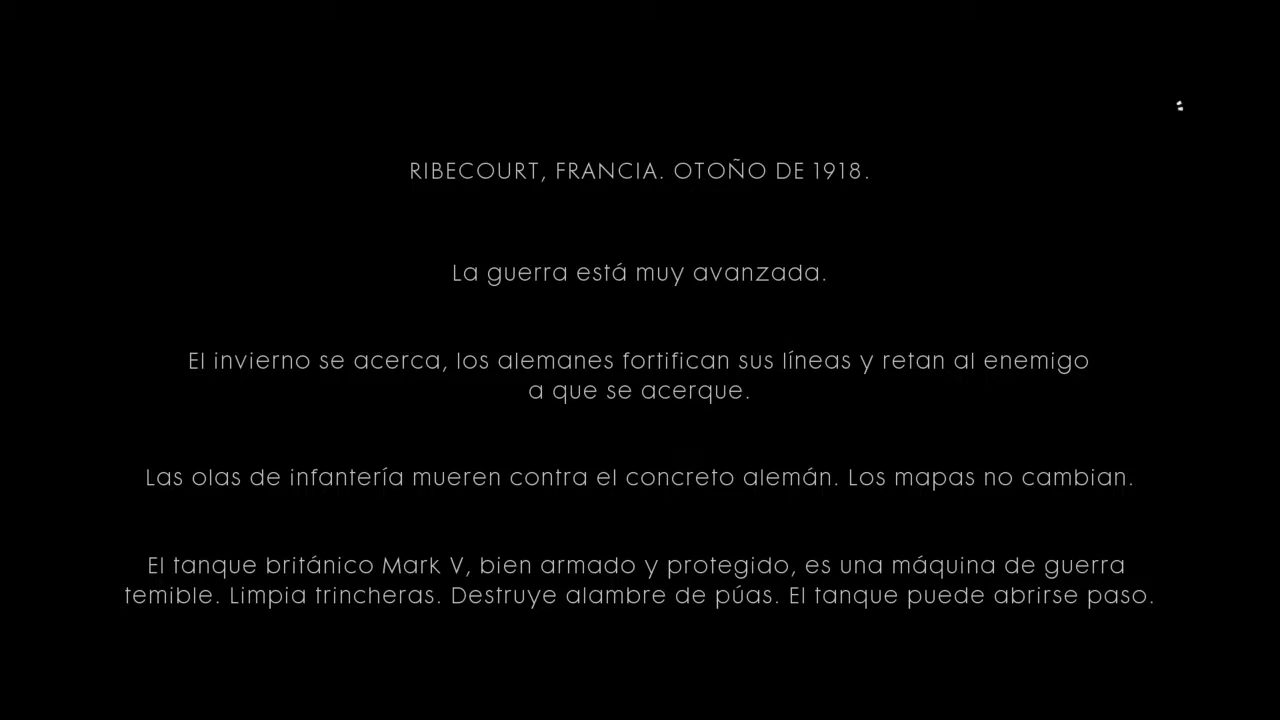 RIBECOURT, FRANCIA. OTOÑO DE 1918.
La guerra está muy avanzada.
El invierno se acerca, los alemanes fortifican sus líneas y retan al enemigo
a que se acerque.
Las olas de infantería mueren contra el concreto alemán. Los mapas no cambian.
El tanque británico Mark V, bien armado y protegido, es una máquina de guerra
temible. Limpia trincheras. Destruye alambre de púas. El tanque puede abrirse paso.